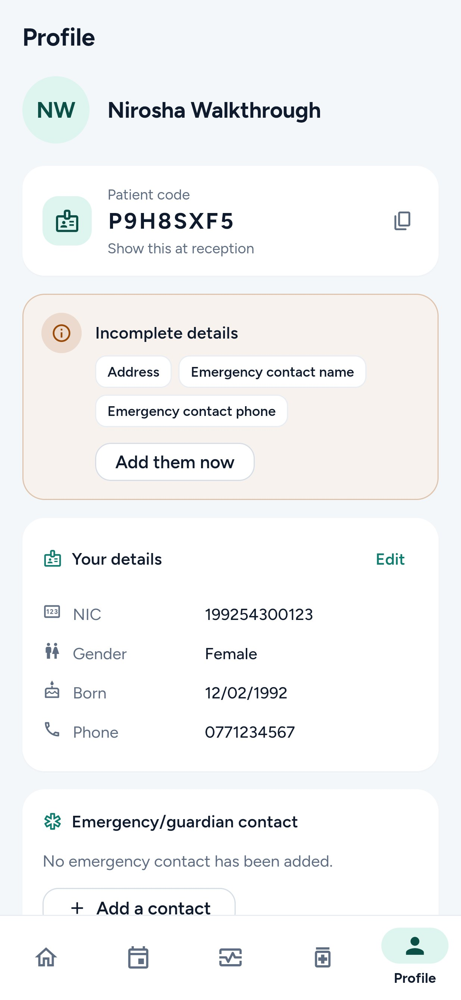 Profile
NW
Nirosha Walkthrough
Patient code
P9H8SXF5
Show this at reception
Incomplete details
Address
Emergency contact name
Emergency contact phone
Add them now
Your details
Edit
123
NIC
199254300123
Gender
Female
Born
12/02/1992
Phone
0771234567
Emergency/guardian contact
No emergency contact has been added.
+ Add a contact
Profile